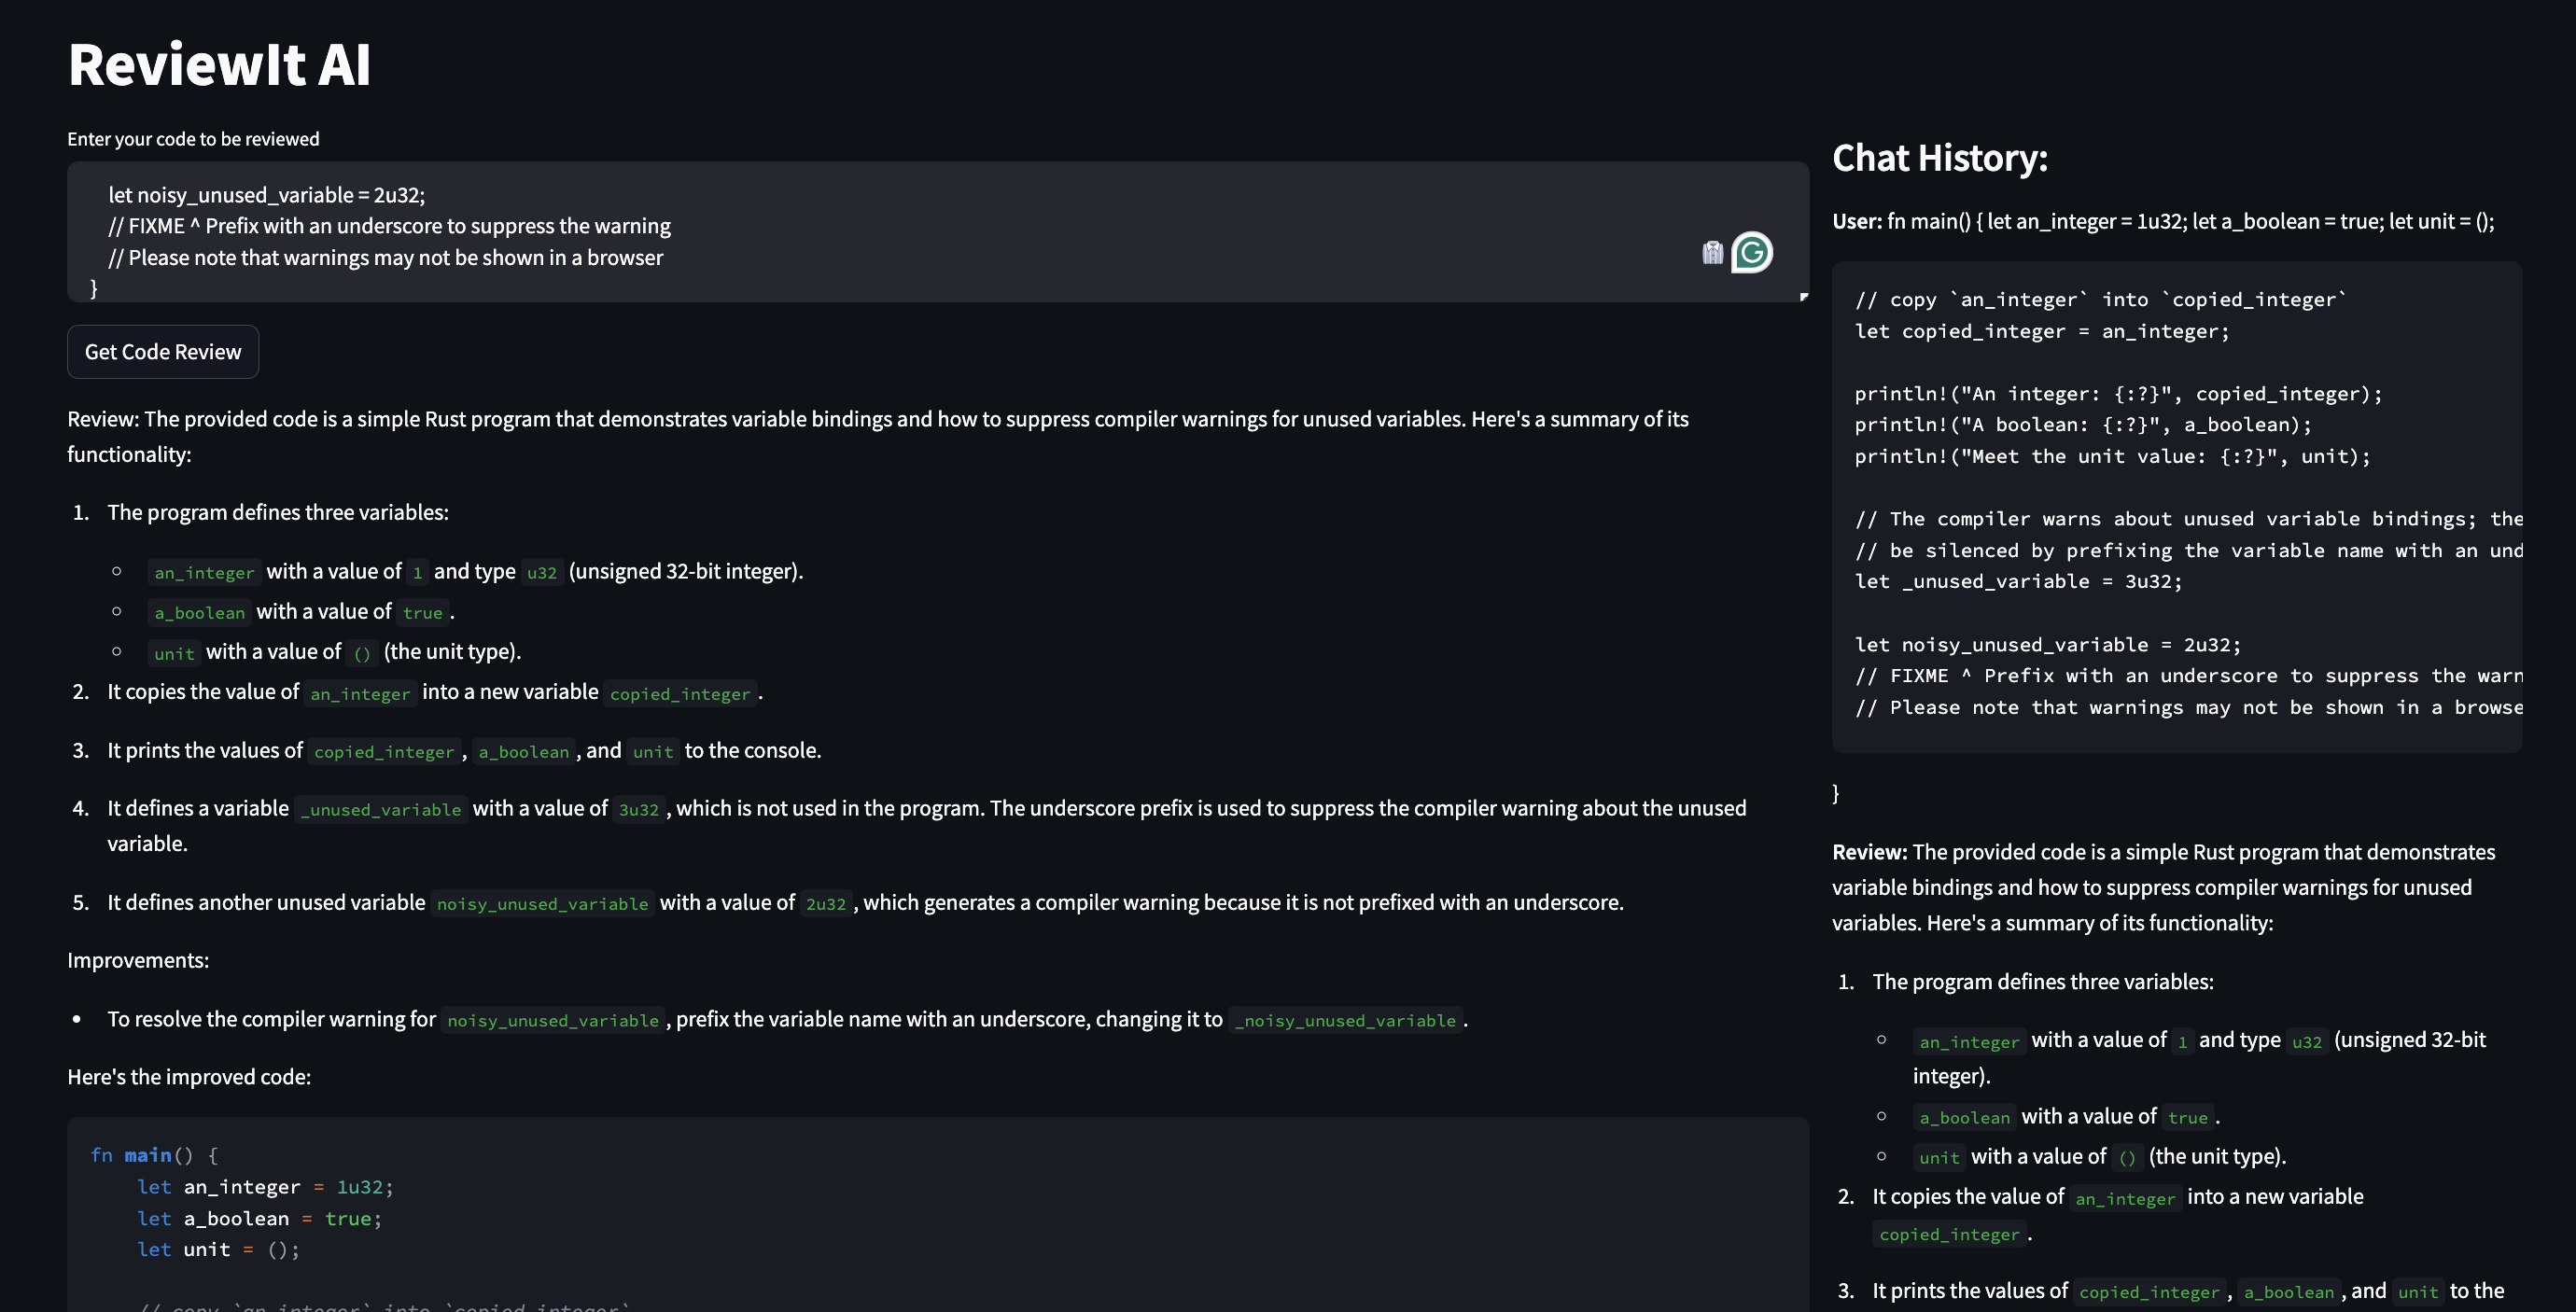 ReviewIt AI
Enter your code to be reviewed
let noisy_unused_variable = 2u32;
// FIXME ^ Prefix with an underscore to suppress the warning
// Please note that warnings may not be shown in a browser
}
Get Code Review
Review: The provided code is a simple Rust program that demonstrates variable bindings and how to suppress compiler warnings for unused variables. Here's a summary of its
functionality:
1. The program defines three variables:
an_integer with a value of 1 and type u32 (unsigned 32-bit integer).
a_boolean with a value of true.
unit with a value of () (the unit type).
2. It copies the value of an_integer into a new variable copied_integer.
3. It prints the values of copied_integer, a_boolean, and unit to the console.
4. It defines a variable _unused_variable with a value of 3u32, which is not used in the program. The underscore prefix is used to suppress the compiler warning about the unused
variable.
5. It defines another unused variable noisy_unused_variable with a value of 2u32, which generates a compiler warning because it is not prefixed with an underscore.
Improvements:
• To resolve the compiler warning for noisy_unused_variable, prefix the variable name with an underscore, changing it to _noisy_unused_variable.
Here's the improved code:
fn main() {
let an_integer = 1u32;
let a_boolean = true;
let unit = ();
// copy `an_integer` into `copied_integer`
Chat History:
User: fn main() { let an_integer = 1u32; let a_boolean = true; let unit = ();
// copy `an_integer` into `copied_integer`
let copied_integer = an_integer;
println!("An integer: {:?}", copied_integer);
println!("A boolean: {:?}", a_boolean);
println!("Meet the unit value: {:?}", unit);
// The compiler warns about unused variable bindings; the
// be silenced by prefixing the variable name with an und
let _unused_variable = 3u32;
let noisy_unused_variable = 2u32;
// FIXME ^ Prefix with an underscore to suppress the warn
// Please note that warnings may not be shown in a browse
}
Review: The provided code is a simple Rust program that demonstrates
variable bindings and how to suppress compiler warnings for unused
variables. Here's a summary of its functionality:
1. The program defines three variables:
an_integer with a value of 1 and type u32 (unsigned 32-bit
integer).
a_boolean with a value of true.
unit with a value of () (the unit type).
2. It copies the value of an_integer into a new variable
copied_integer.
3. It prints the values of copied_integer, a_boolean, and unit to the